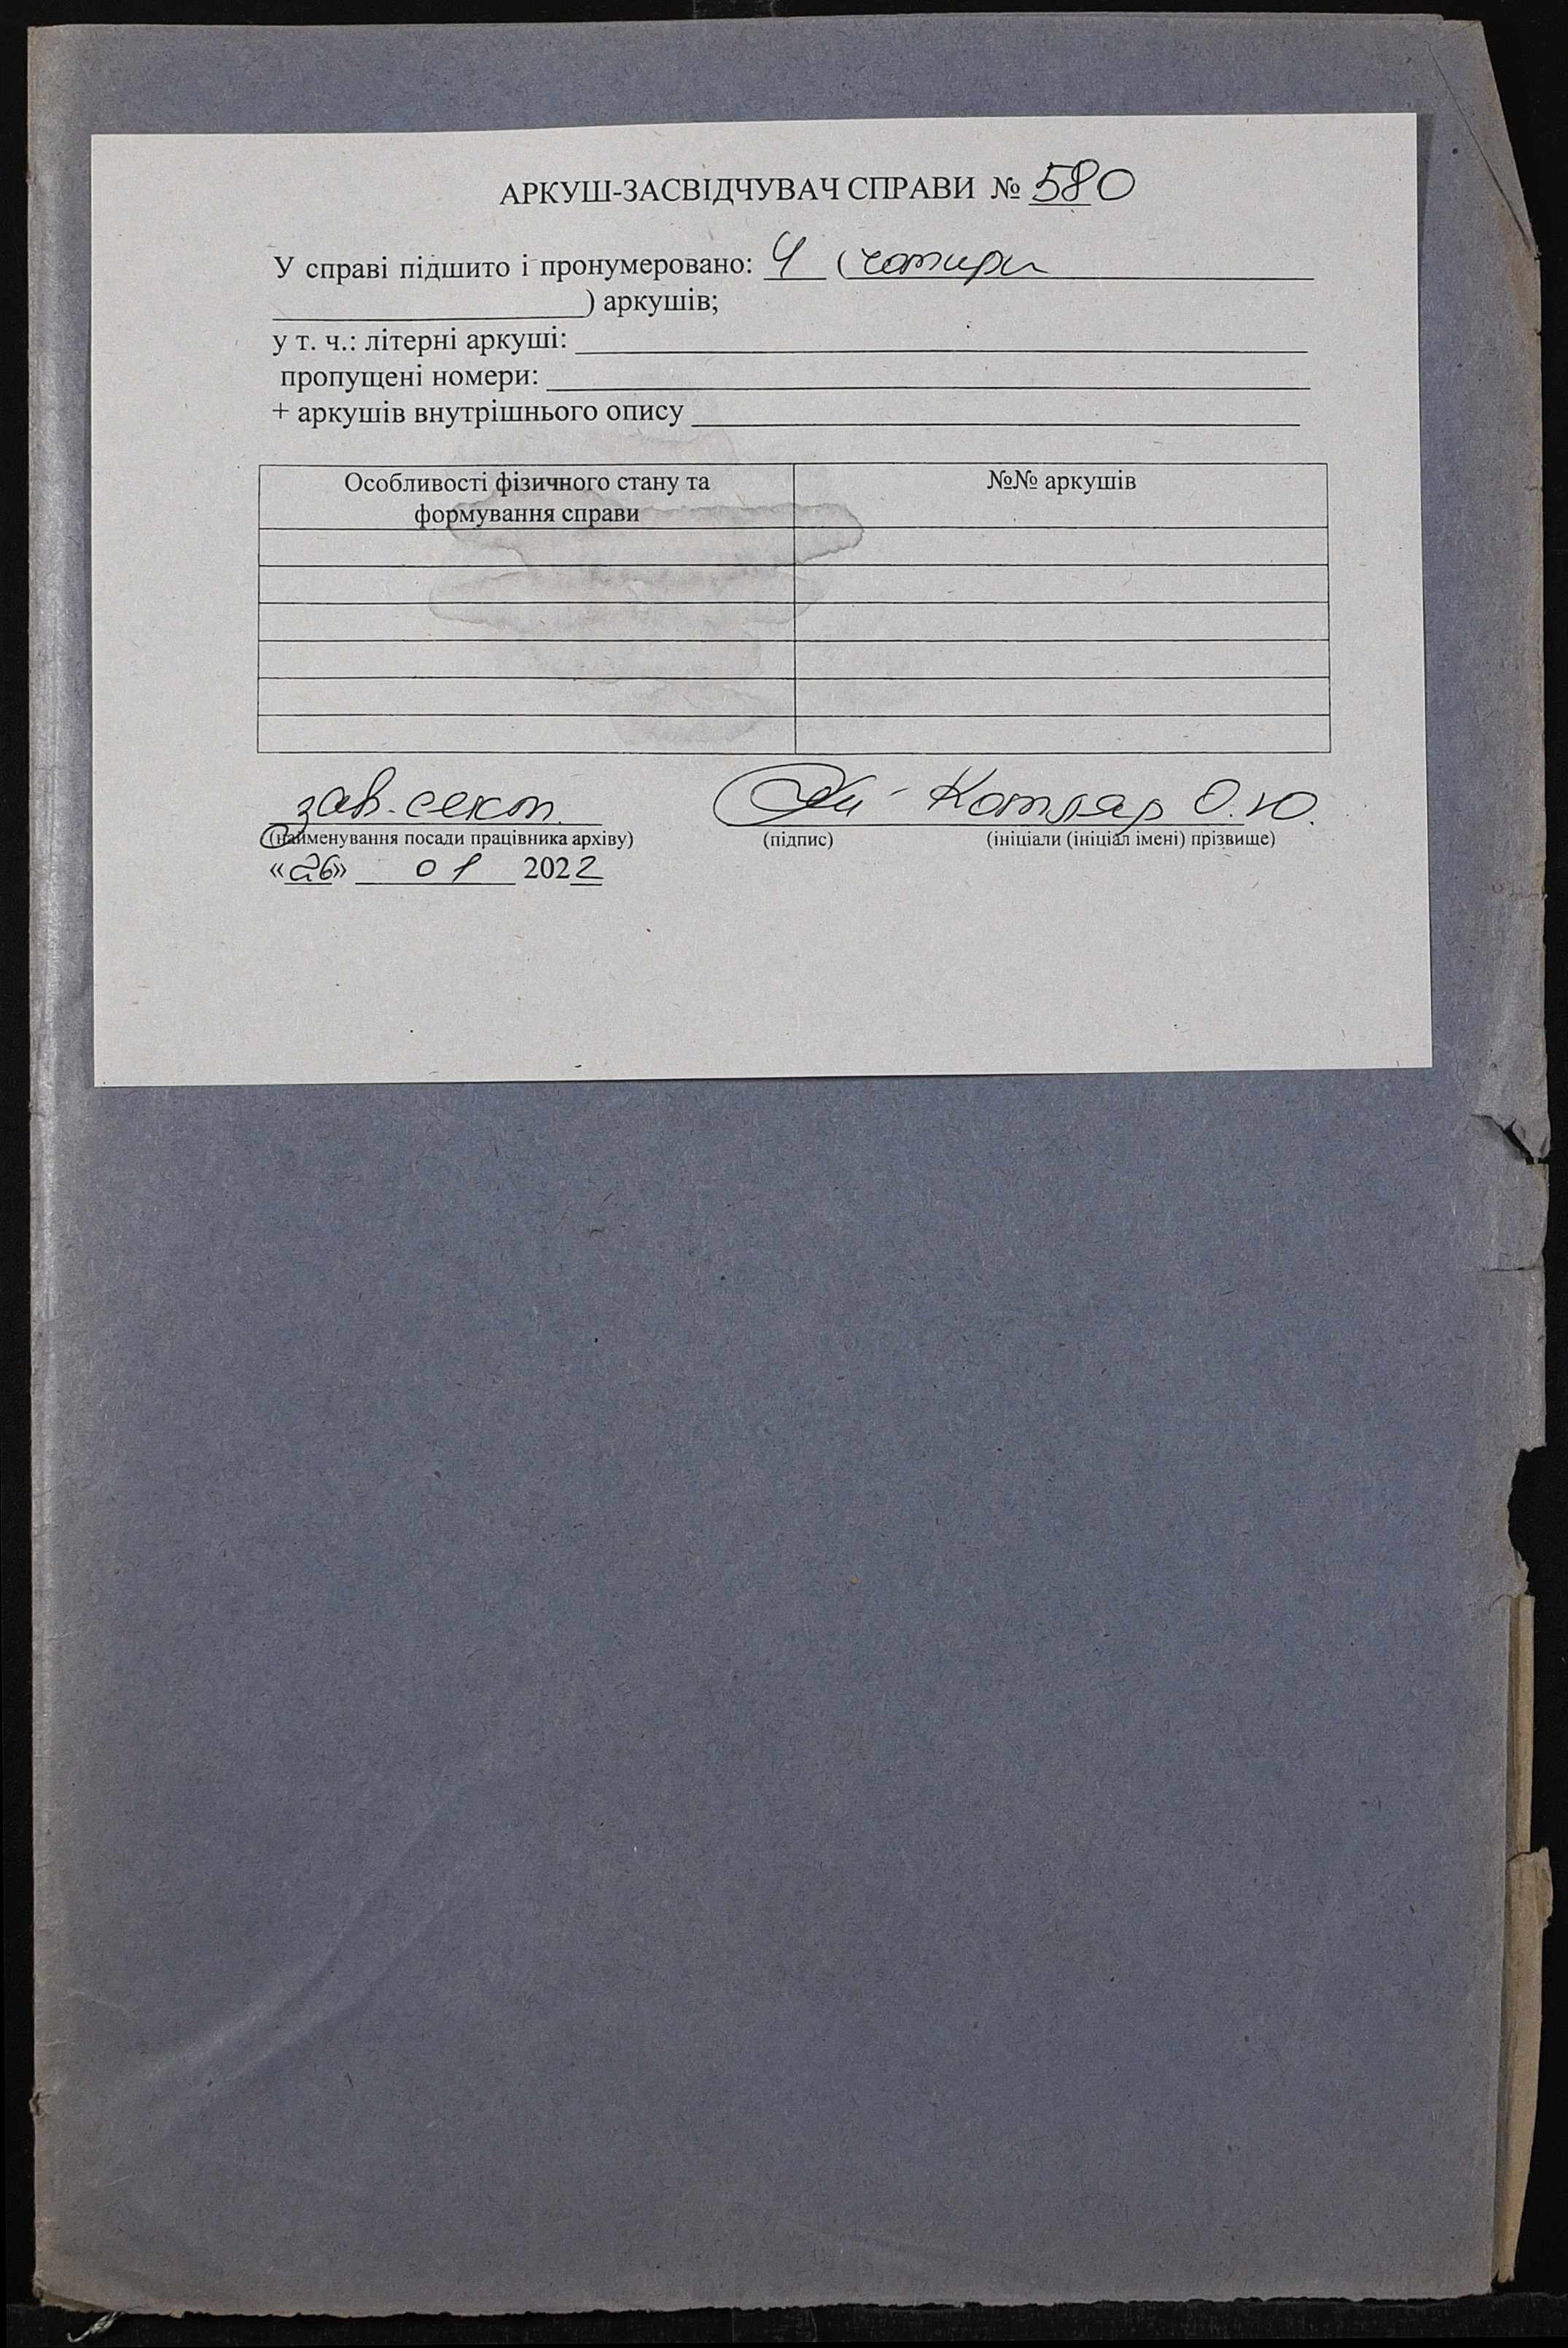 АРКУШ-ЗАСВІДЧУВАЧ СПРАВИ № 580
У справі підшито і пронумеровано: 4 (чотири
) аркушів;
у т. ч.: літерні аркуші:
пропущені номери:
+ аркушів внутрішнього опису
Особливості фізичного стану та №№ аркушів
формування справи
зав. сект. Котляр О.Ю.
(найменування посади працівника архіву) (підпис) (ініціали (ініціал імені) прізвище)
«26» 01 2022